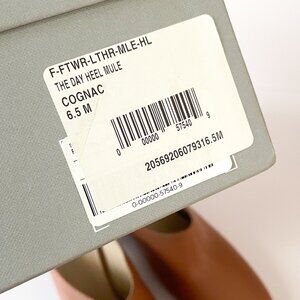 F-FTWR-LTHR-MLE-HL
THE DAY HEEL MULE
COGNAC
6.5 M
0 00000 57540 9
20569206079316.5M
0-00000-57540-9